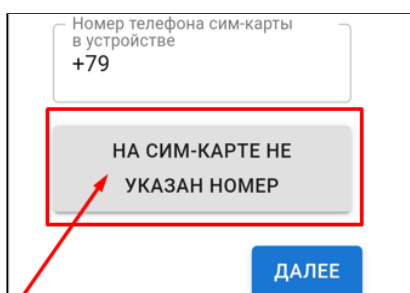 Номер телефона сим-карты
в устройстве
+79
НА СИМ-КАРТЕ НЕ
УКАЗАН НОМЕР
ДАЛЕЕ